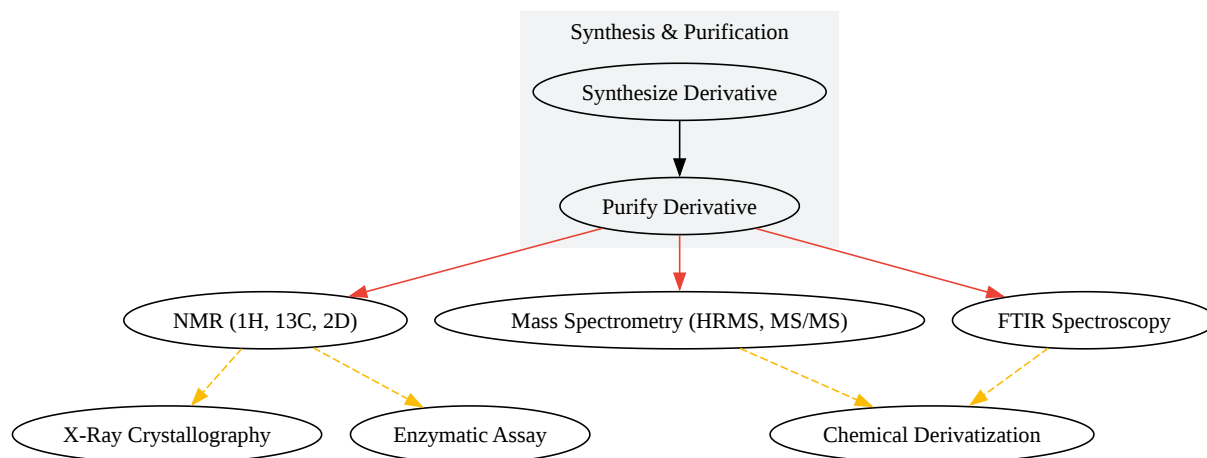 Synthesis & Purification
Synthesize Derivative
Purify Derivative
NMR (1H, 13C, 2D)
Mass Spectrometry (HRMS, MS/MS)
FTIR Spectroscopy
X-Ray Crystallography
Enzymatic Assay
Chemical Derivatization